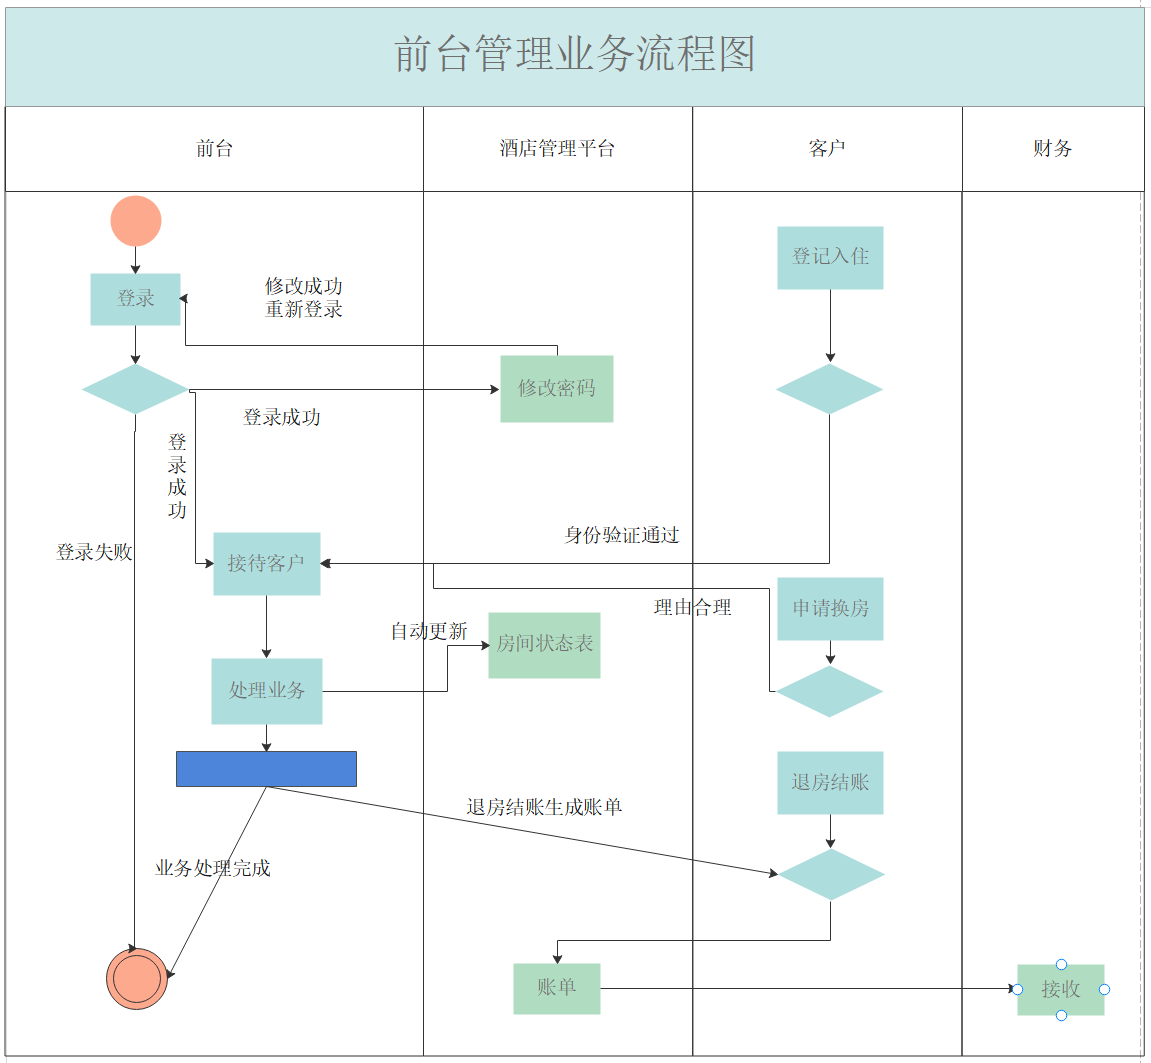 前台管理业务流程图
前台
酒店管理平台
客户
财务
登录
修改成功
重新登录
登记入住
修改密码
登录成功
登
录
成
功
登录失败
身份验证通过
接待客户
理由合理
申请换房
自动更新
房间状态表
处理业务
退房结账
退房结账生成账单
业务处理完成
账单
接收